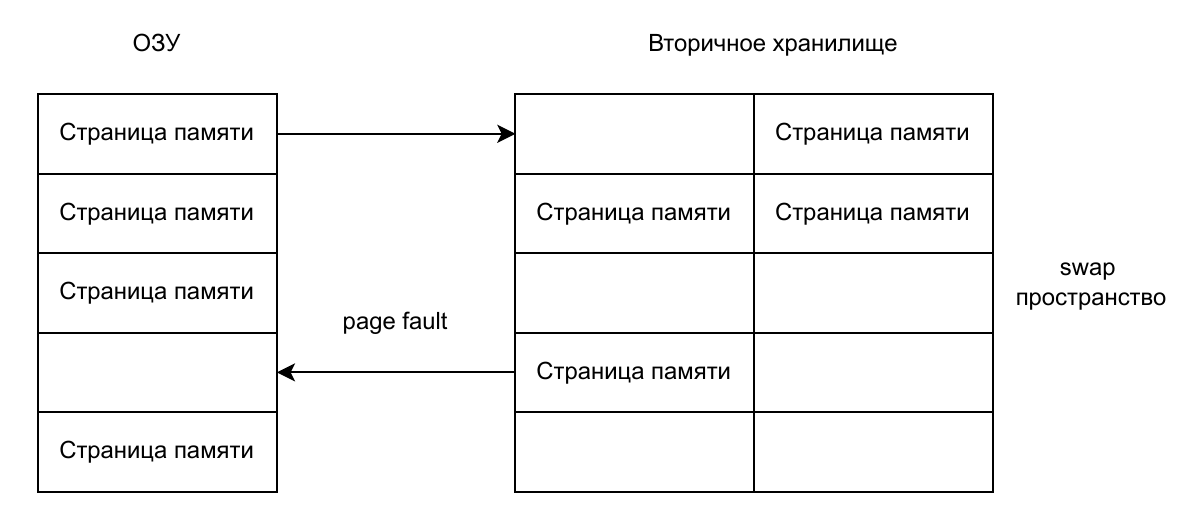 ОЗУ
Вторичное хранилище
Страница памяти
Страница памяти
Страница памяти
Страница памяти
Страница памяти
Страница памяти
Страница памяти
page fault
Страница памяти
Страница памяти
swap
пространство